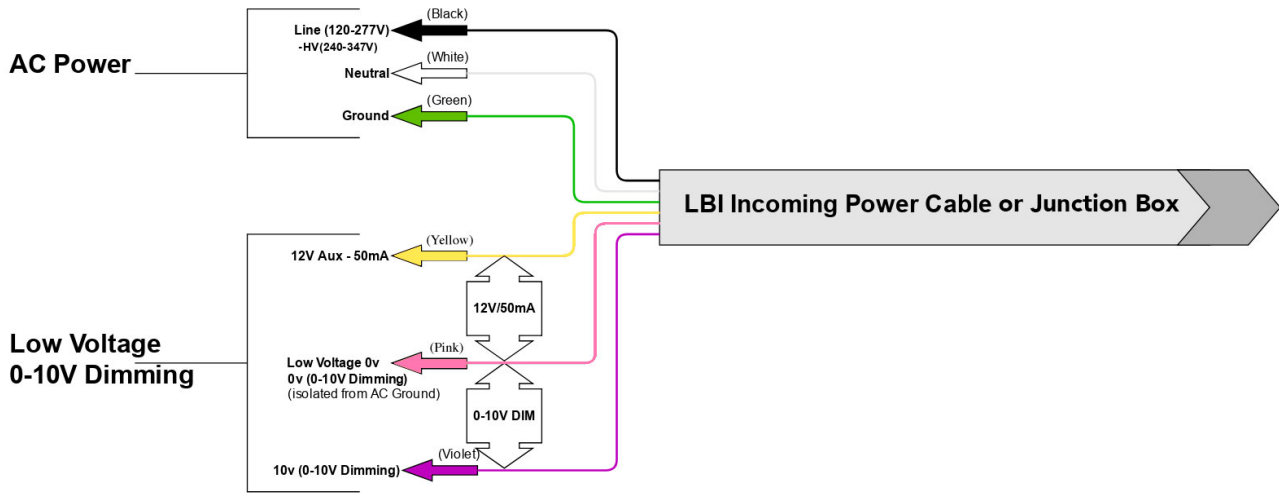 (Black)
Line (120-277V)
-HV(240-347V)
AC Power
(White)
Neutral
(Green)
Ground
LBI Incoming Power Cable or Junction Box
(Yellow)
12V Aux - 50mA
12V/50mA
Low Voltage
0-10V Dimming
(Pink)
Low Voltage 0v
0v (0-10V Dimming)
(isolated from AC Ground)
0-10V DIM
(Violet)
10v (0-10V Dimming)